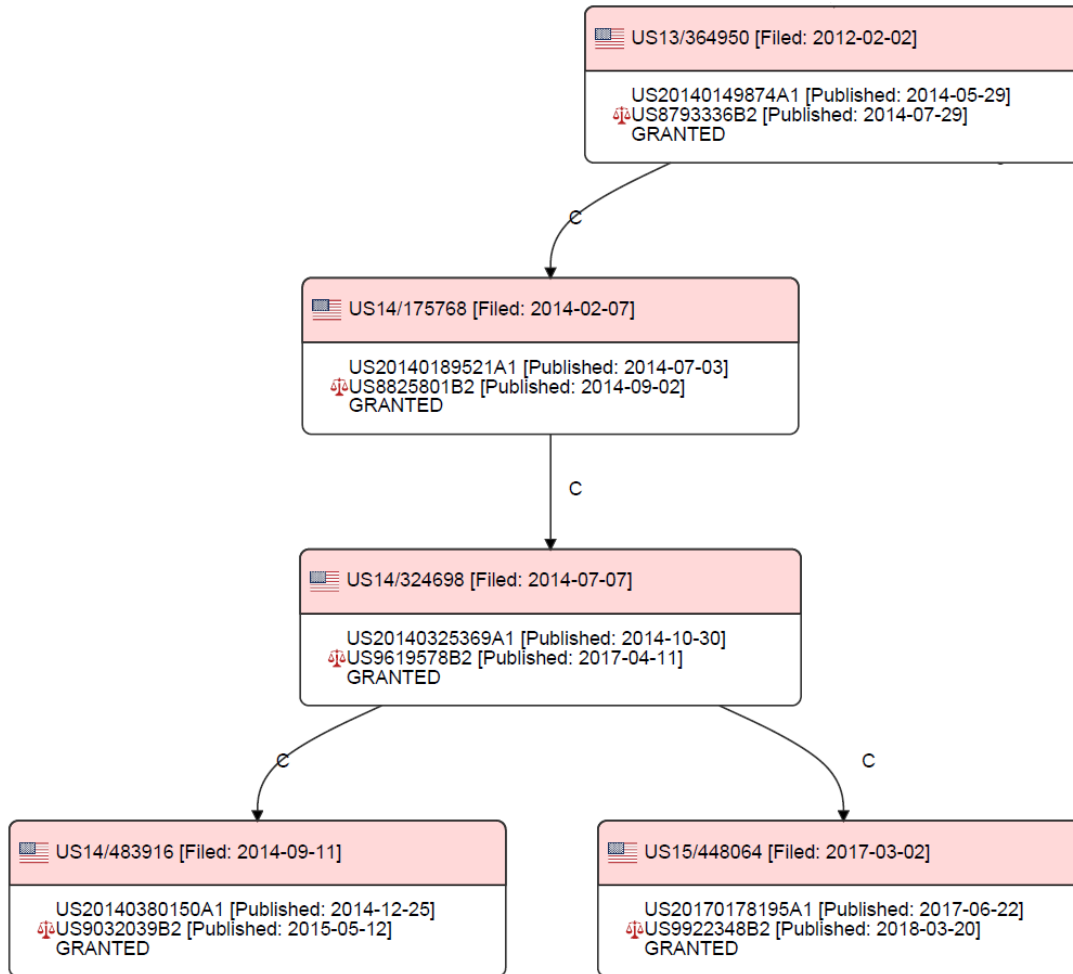 US13/364950 [Filed: 2012-02-02]
US20140149874A1 [Published: 2014-05-29]
US8793336B2 [Published: 2014-07-29]
GRANTED
C
US14/175768 [Filed: 2014-02-07]
US20140189521A1 [Published: 2014-07-03]
US8825801B2 [Published: 2014-09-02]
GRANTED
C
US14/324698 [Filed: 2014-07-07]
US20140325369A1 [Published: 2014-10-30]
US9619578B2 [Published: 2017-04-11]
GRANTED
C
C
US14/483916 [Filed: 2014-09-11]
US20140380150A1 [Published: 2014-12-25]
US9032039B2 [Published: 2015-05-12]
GRANTED
US15/448064 [Filed: 2017-03-02]
US20170178195A1 [Published: 2017-06-22]
US9922348B2 [Published: 2018-03-20]
GRANTED